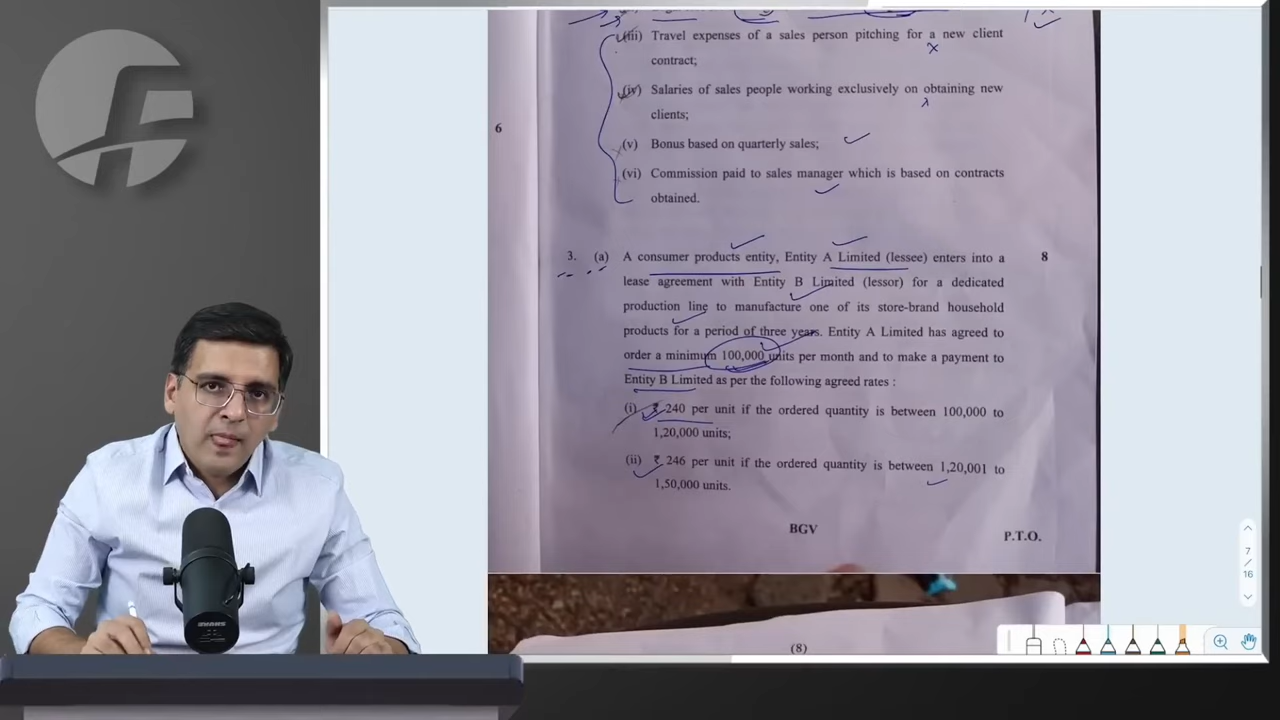 (iii) Travel expenses of a sales person pitching for a new client
contract;
(iv) Salaries of sales people working exclusively on obtaining new
clients;
6
(v) Bonus based on quarterly sales;
(vi) Commission paid to sales manager which is based on contracts
obtained.
3. (a) A consumer products entity, Entity A Limited (lessee) enters into a 8
lease agreement with Entity B Limited (lessor) for a dedicated
production line to manufacture one of its store-brand household
products for a period of three years. Entity A Limited has agreed to
order a minimum 100,000 units per month and to make a payment to
Entity B Limited as per the following agreed rates :
(i) ₹ 240 per unit if the ordered quantity is between 100,000 to
1,20,000 units;
(ii) ₹ 246 per unit if the ordered quantity is between 1,20,001 to
1,50,000 units.
BGV
P.T.O.
(8)
7
/
16
SHURE